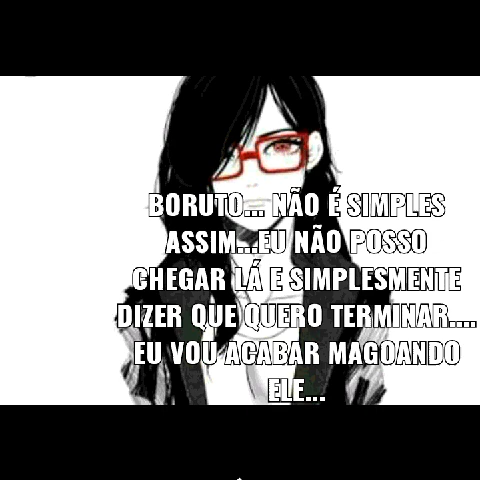 BORUTO... NÃO É SIMPLES
ASSIM...EU NÃO POSSO
CHEGAR LÁ E SIMPLESMENTE
DIZER QUE QUERO TERMINAR....
EU VOU ACABAR MAGOANDO
ELE...